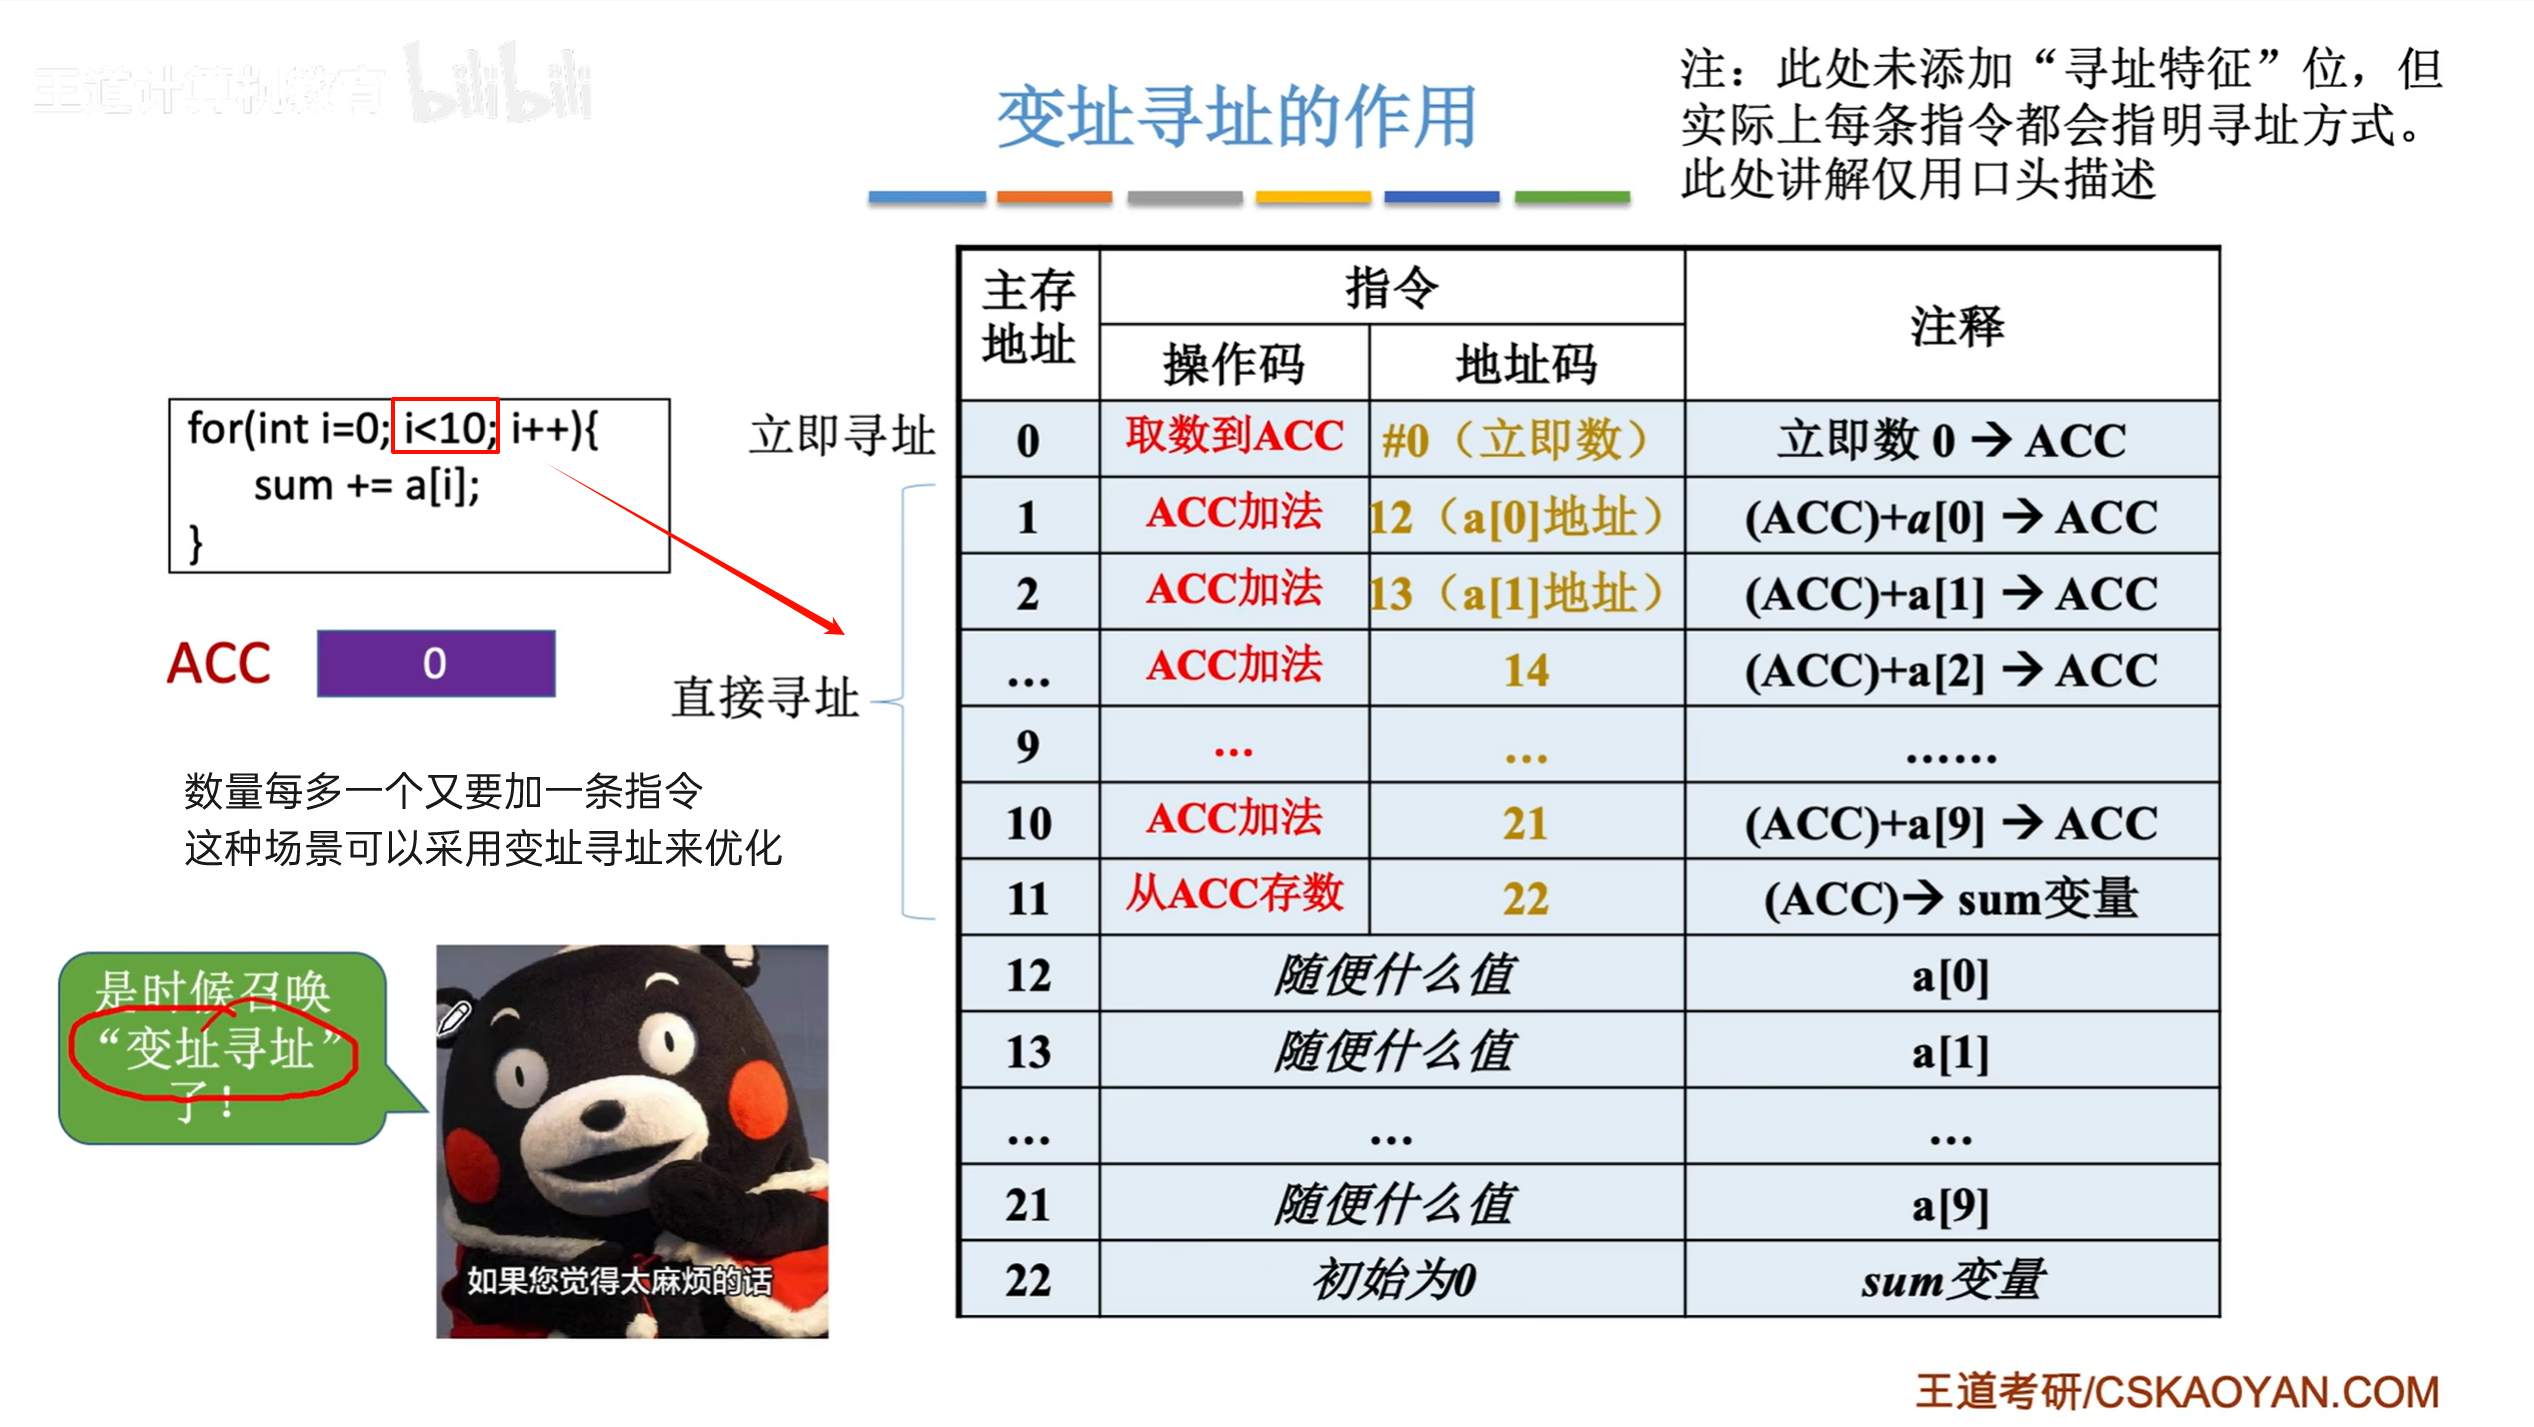 王道计算机教育 bilibili
变址寻址的作用
注：此处未添加“寻址特征”位，但
实际上每条指令都会指明寻址方式。
此处讲解仅用口头描述
for(int i=0; i<10; i++){
sum += a[i];
}
ACC 0
数量每多一个又要加一条指令
这种场景可以采用变址寻址来优化
是时候召唤
“变址寻址”
了！
如果您觉得太麻烦的话
立即寻址
直接寻址
主存地址 指令 注释
操作码 地址码
0 取数到ACC #0（立即数） 立即数 0 → ACC
1 ACC加法 12（a[0]地址） (ACC)+a[0] → ACC
2 ACC加法 13（a[1]地址） (ACC)+a[1] → ACC
... ACC加法 14 (ACC)+a[2] → ACC
9 ... ... ......
10 ACC加法 21 (ACC)+a[9] → ACC
11 从ACC存数 22 (ACC)→ sum变量
12 随便什么值 a[0]
13 随便什么值 a[1]
... ... ...
21 随便什么值 a[9]
22 初始为0 sum变量
王道考研/CSKAOYAN.COM